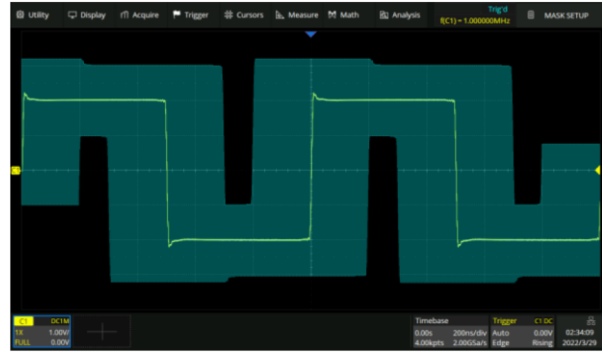 Utility Display Acquire Trigger Cursors Measure Math Analysis Trig'd MASK SETUP
f(C1) = 1.000000MHz
C1
C1 DC1M Timebase Trigger C1 DC
1X 1.00V/ 0.00s 200ns/div Auto 0.00V 02:34:09
FULL 0.00V 4.00kpts 2.00GSa/s Edge Rising 2022/3/29